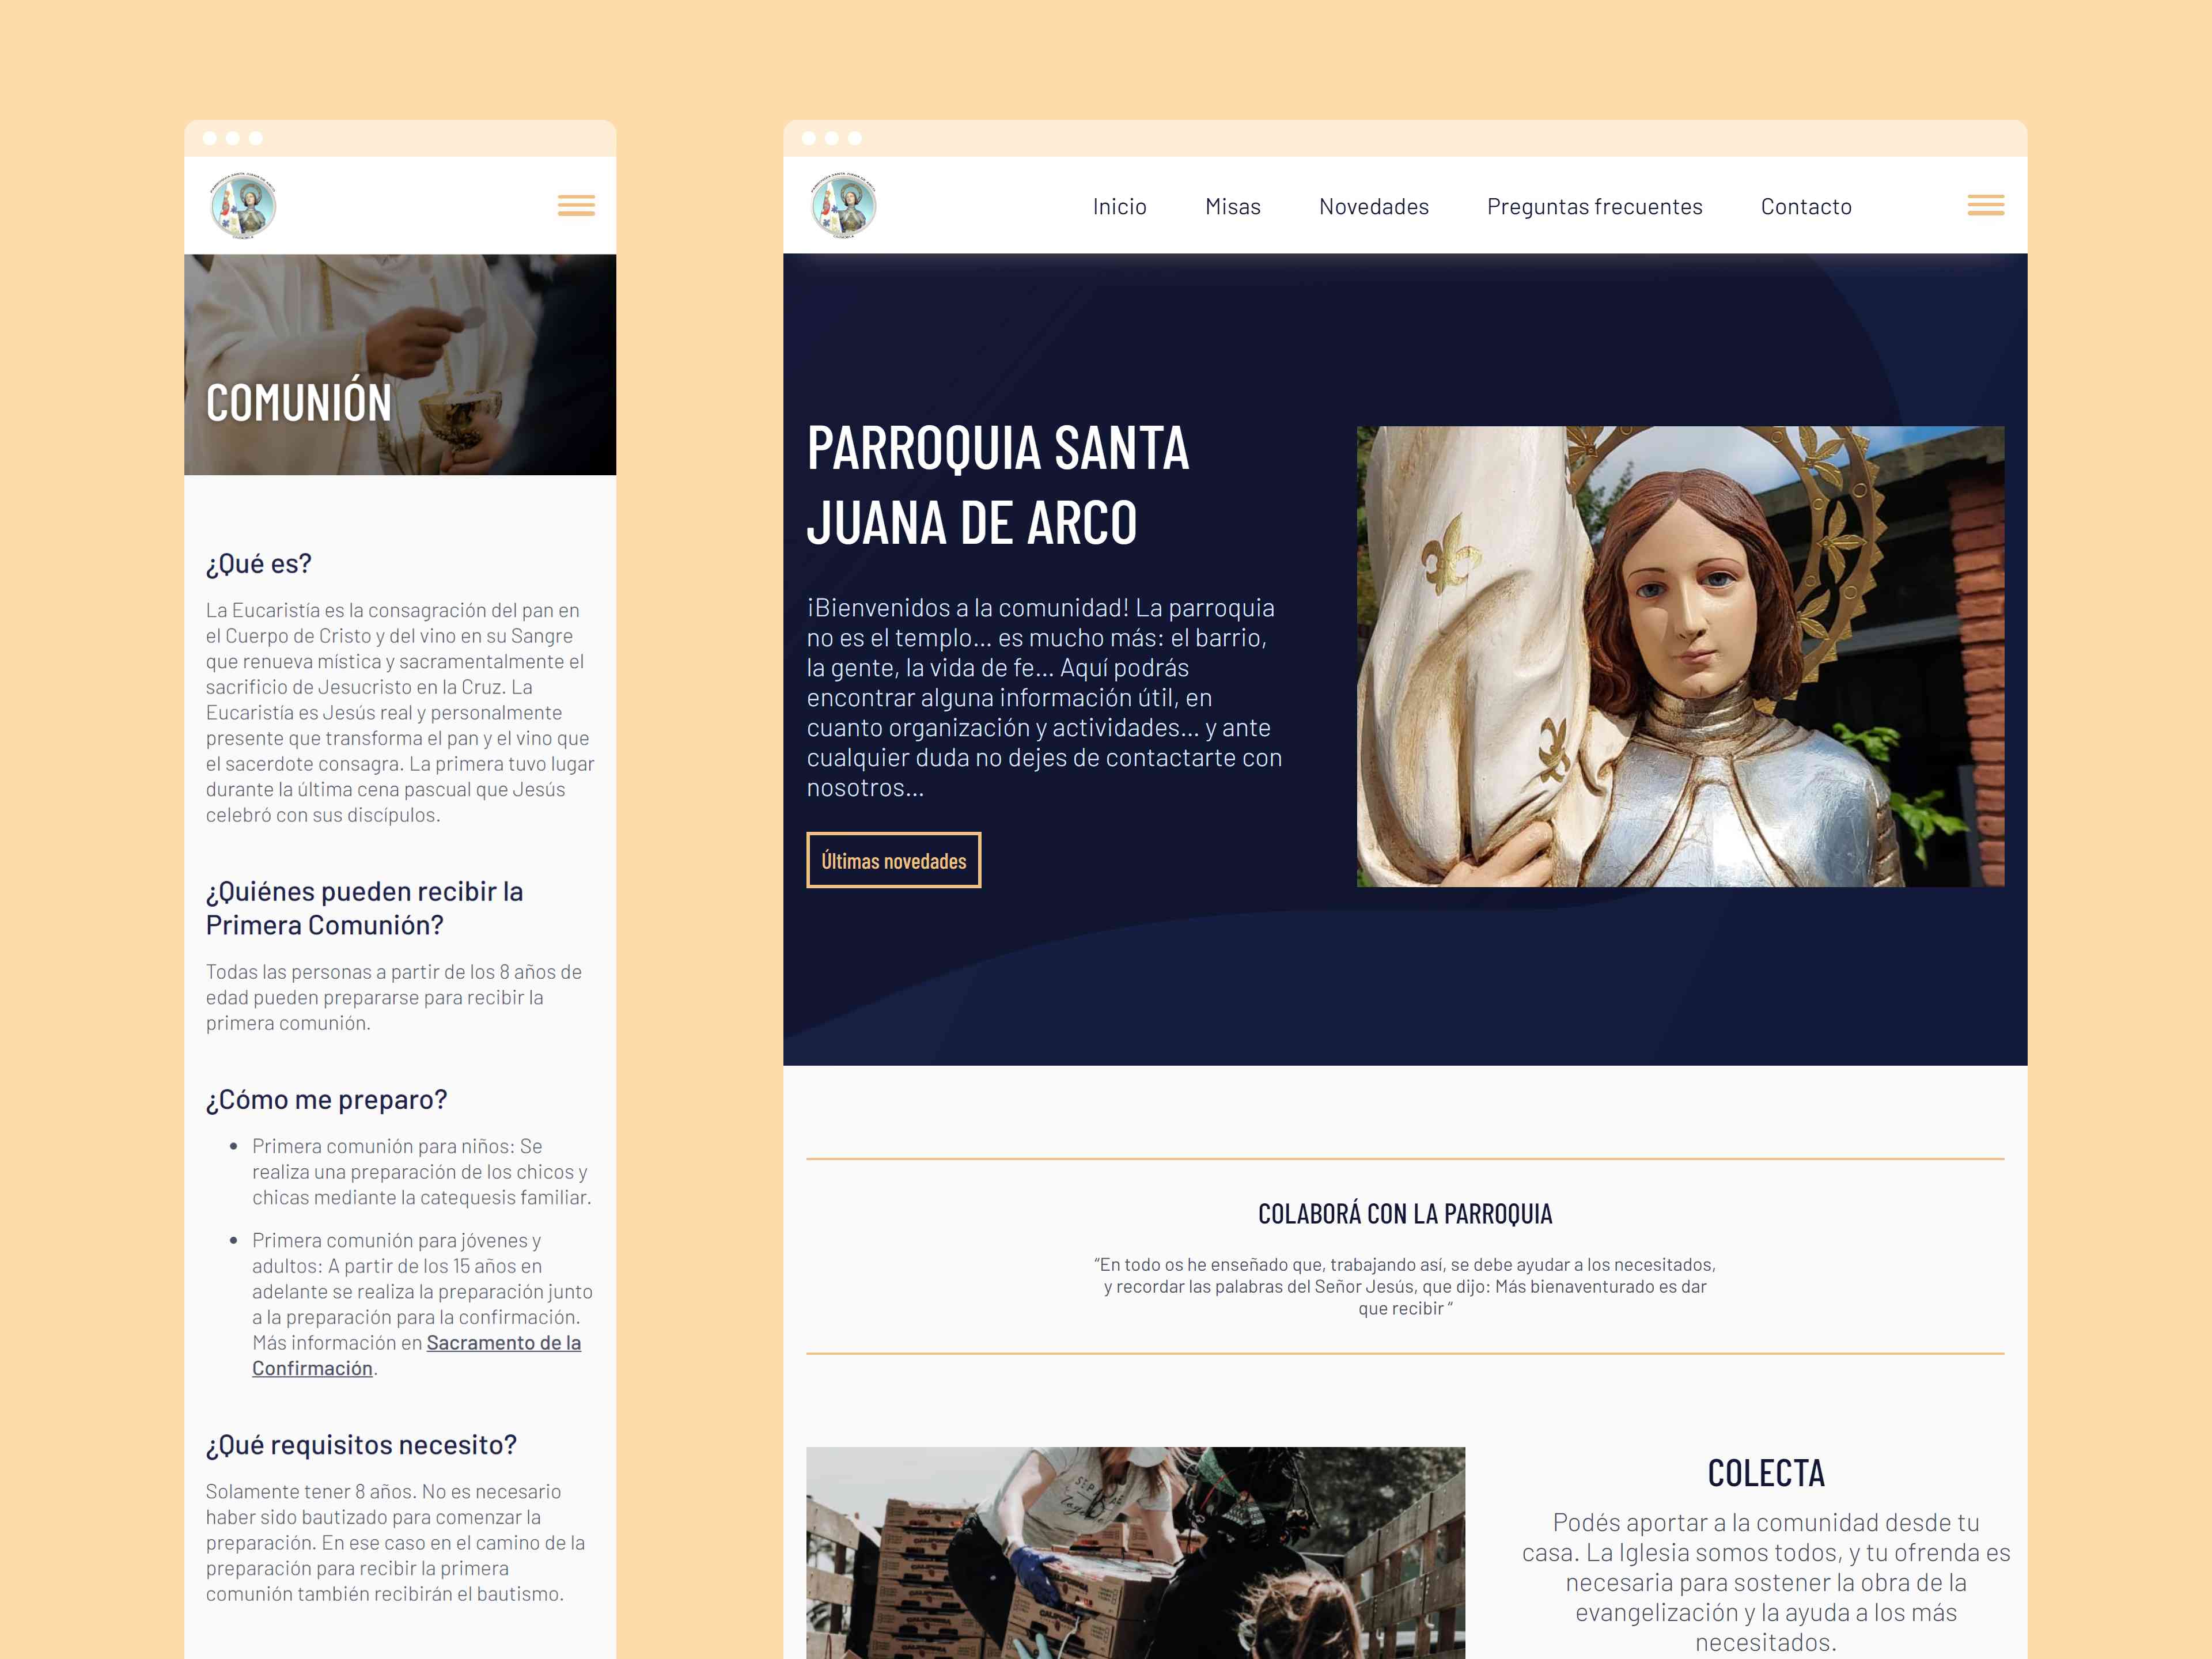 COMUNIÓN
¿Qué es?
La Eucaristía es la consagración del pan en
el Cuerpo de Cristo y del vino en su Sangre
que renueva mística y sacramentalmente el
sacrificio de Jesucristo en la Cruz. La
Eucaristía es Jesús real y personalmente
presente que transforma el pan y el vino que
el sacerdote consagra. La primera tuvo lugar
durante la última cena pascual que Jesús
celebró con sus discípulos.
¿Quiénes pueden recibir la
Primera Comunión?
Todas las personas a partir de los 8 años de
edad pueden prepararse para recibir la
primera comunión.
¿Cómo me preparo?
Primera comunión para niños: Se
realiza una preparación de los chicos y
chicas mediante la catequesis familiar.
Primera comunión para jóvenes y
adultos: A partir de los 15 años en
adelante se realiza la preparación junto
a la preparación para la confirmación.
Más información en Sacramento de la
Confirmación.
¿Qué requisitos necesito?
Solamente tener 8 años. No es necesario
haber sido bautizado para comenzar la
preparación. En ese caso en el camino de la
preparación para recibir la primera
comunión también recibirán el bautismo.
Inicio Misas Novedades Preguntas frecuentes Contacto
PARROQUIA SANTA
JUANA DE ARCO
¡Bienvenidos a la comunidad! La parroquia
no es el templo... es mucho más: el barrio,
la gente, la vida de fe... Aquí podrás
encontrar alguna información útil, en
cuanto organización y actividades... y ante
cualquier duda no dejes de contactarte con
nosotros...
Últimas novedades
COLABORÁ CON LA PARROQUIA
“En todo os he enseñado que, trabajando así, se debe ayudar a los necesitados,
y recordar las palabras del Señor Jesús, que dijo: Más bienaventurado es dar
que recibir “
COLECTA
Podés aportar a la comunidad desde tu
casa. La Iglesia somos todos, y tu ofrenda es
necesaria para sostener la obra de la
evangelización y la ayuda a los más
necesitados.